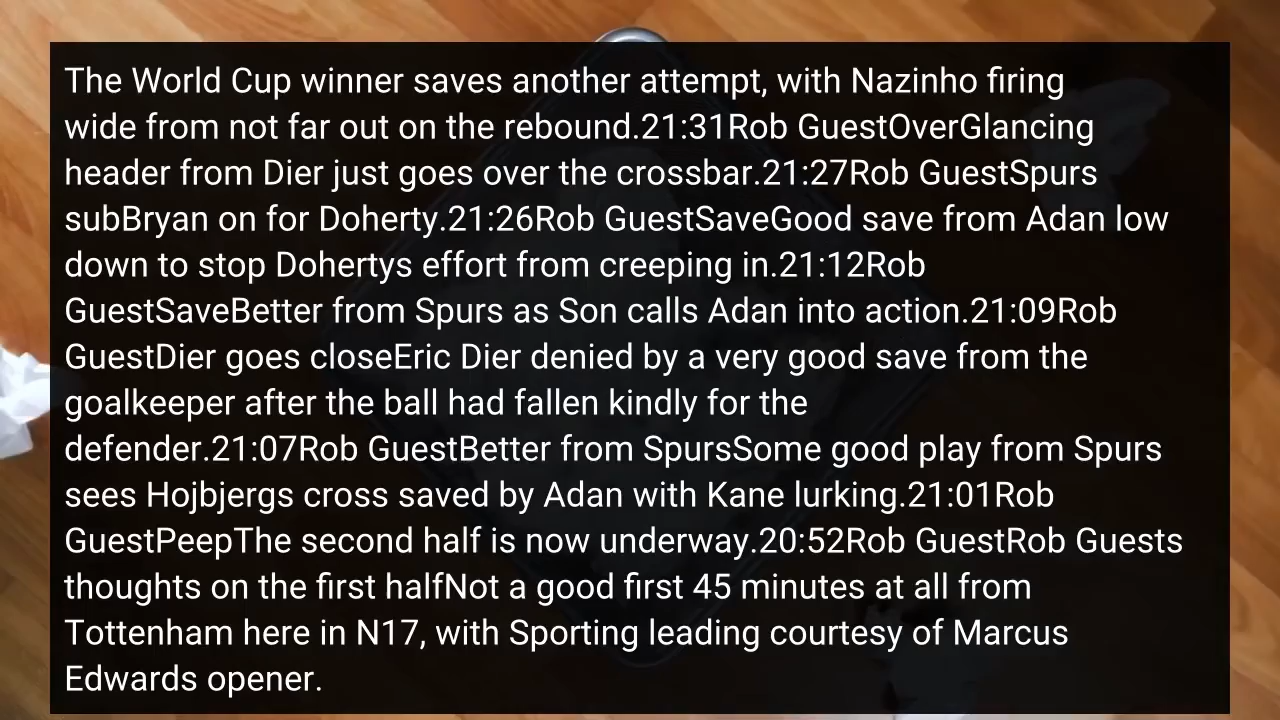 The World Cup winner saves another attempt, with Nazinho firing
wide from not far out on the rebound.21:31Rob GuestOverGlancing
header from Dier just goes over the crossbar.21:27Rob GuestSpurs
subBryan on for Doherty.21:26Rob GuestSaveGood save from Adan low
down to stop Dohertys effort from creeping in.21:12Rob
GuestSaveBetter from Spurs as Son calls Adan into action.21:09Rob
GuestDier goes closeEric Dier denied by a very good save from the
goalkeeper after the ball had fallen kindly for the
defender.21:07Rob GuestBetter from SpursSome good play from Spurs
sees Hojbjergs cross saved by Adan with Kane lurking.21:01Rob
GuestPeepThe second half is now underway.20:52Rob GuestRob Guests
thoughts on the first halfNot a good first 45 minutes at all from
Tottenham here in N17, with Sporting leading courtesy of Marcus
Edwards opener.